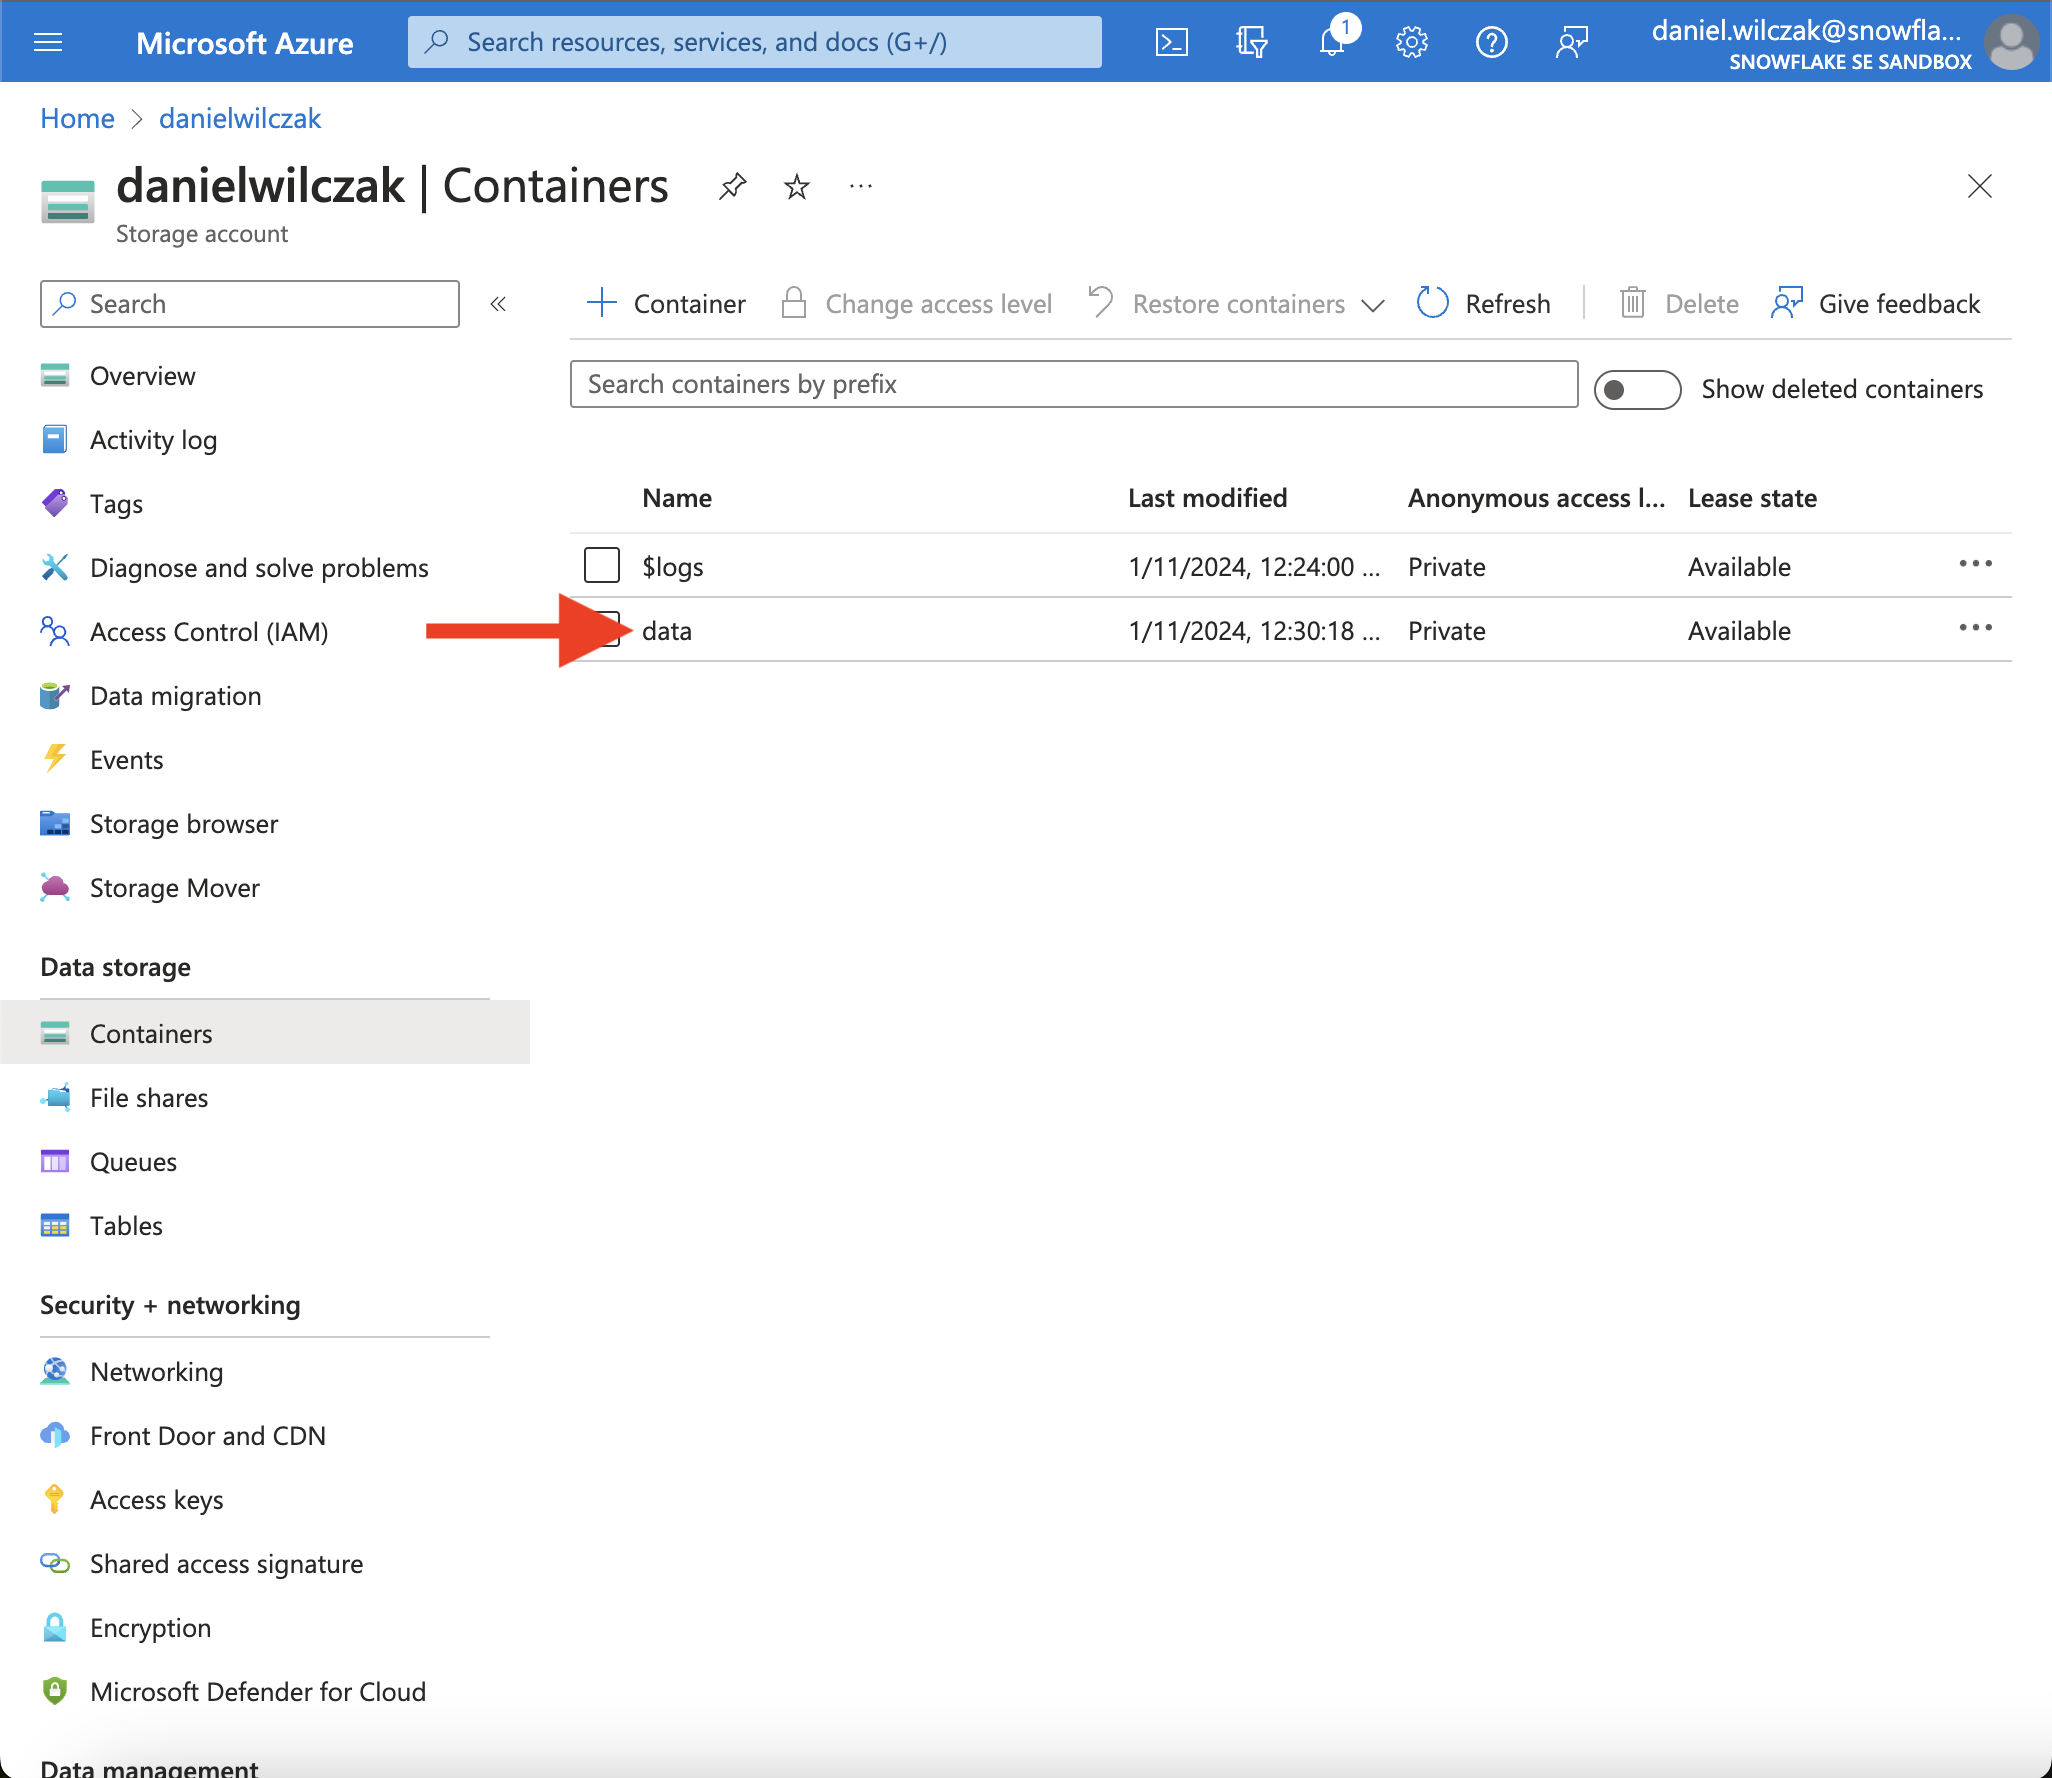 Microsoft Azure
Search resources, services, and docs (G+/)
1
daniel.wilczak@snowfla...
SNOWFLAKE SE SANDBOX
Home > danielwilczak
danielwilczak | Containers
Storage account
Search
Container
Change access level
Restore containers
Refresh
Delete
Give feedback
Search containers by prefix
Show deleted containers
Name Last modified Anonymous access l... Lease state
$logs 1/11/2024, 12:24:00 ... Private Available
data 1/11/2024, 12:30:18 ... Private Available
Overview
Activity log
Tags
Diagnose and solve problems
Access Control (IAM)
Data migration
Events
Storage browser
Storage Mover
Data storage
Containers
File shares
Queues
Tables
Security + networking
Networking
Front Door and CDN
Access keys
Shared access signature
Encryption
Microsoft Defender for Cloud
Data management